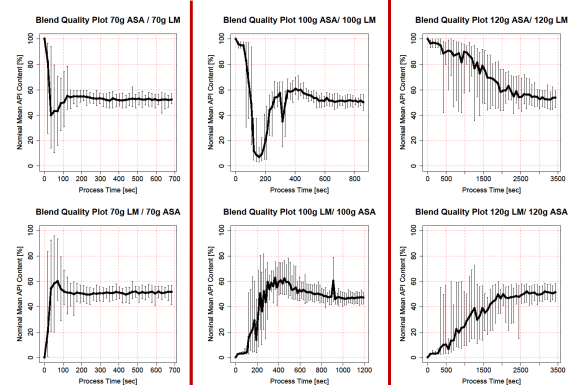 Blend Quality Plot 70g ASA / 70g LM
Nominal Mean API Content [%]
0 20 40 60 80 100
0 100 200 300 400 500 600 700
Process Time [sec]
Blend Quality Plot 100g ASA/ 100g LM
Nominal Mean API Content [%]
0 20 40 60 80 100
0 200 400 600 800
Process Time [sec]
Blend Quality Plot 120g ASA/ 120g LM
Nominal Mean API Content [%]
0 20 40 60 80 100
0 500 1500 2500 3500
Process Time [sec]
Blend Quality Plot 70g LM / 70g ASA
Nominal Mean API Content [%]
0 20 40 60 80 100
0 100 200 300 400 500 600 700
Process Time [sec]
Blend Quality Plot 100g LM/ 100g ASA
Nominal Mean API Content [%]
0 20 40 60 80 100
0 200 400 600 800 1000 1200
Process Time [sec]
Blend Quality Plot 120g LM/ 120g ASA
Nominal Mean API Content [%]
0 20 40 60 80 100
0 500 1500 2500 3500
Process Time [sec]